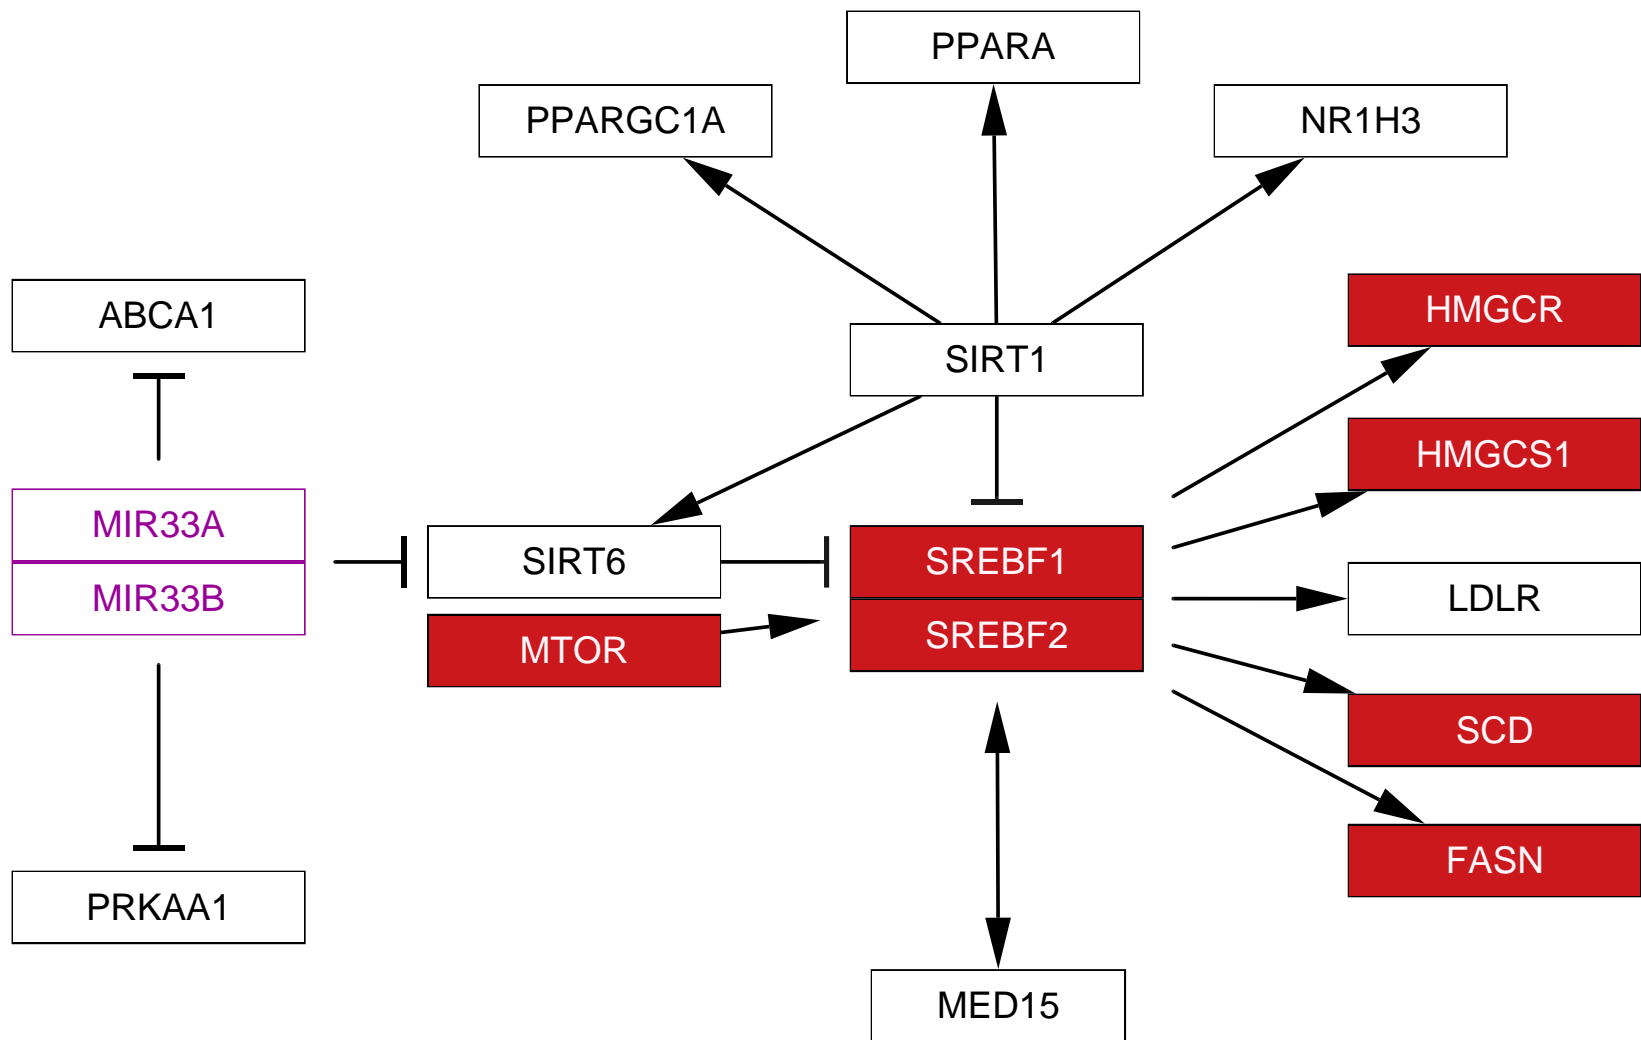 PPARA
PPARGC1A
NR1H3
ABCA1
HMGCR
SIRT1
HMGCS1
MIR33A
MIR33B
SIRT6
SREBF1
LDLR
MTOR
SREBF2
SCD
FASN
PRKAA1
MED15